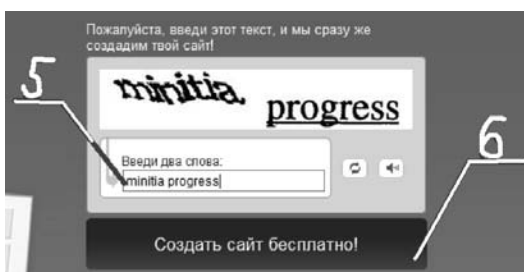 Пожалуйста, введи этот текст, и мы сразу же
создадим твой сайт!
5
minitia progress
6
Введи два слова:
minitia progress
Создать сайт бесплатно!